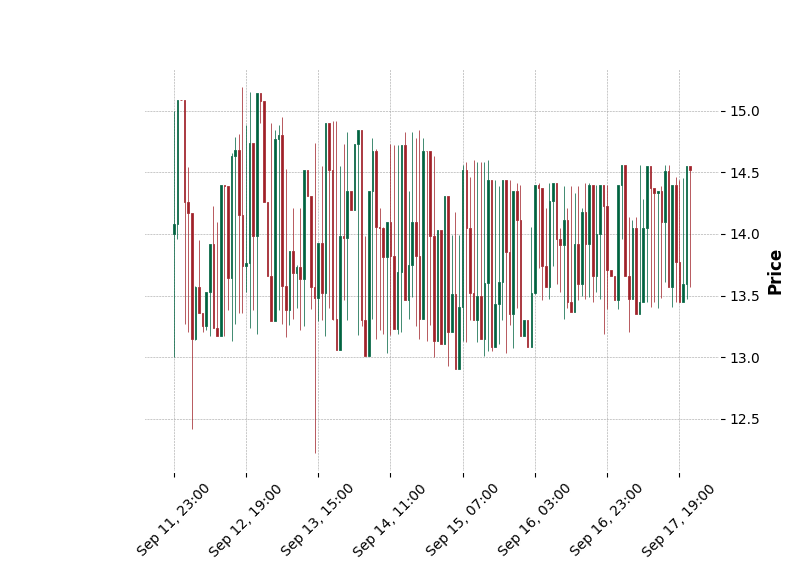 15.0
14.5
14.0
13.5
13.0
12.5
Price
Sep 11, 23:00
Sep 12, 19:00
Sep 13, 15:00
Sep 14, 11:00
Sep 15, 07:00
Sep 16, 03:00
Sep 16, 23:00
Sep 17, 19:00